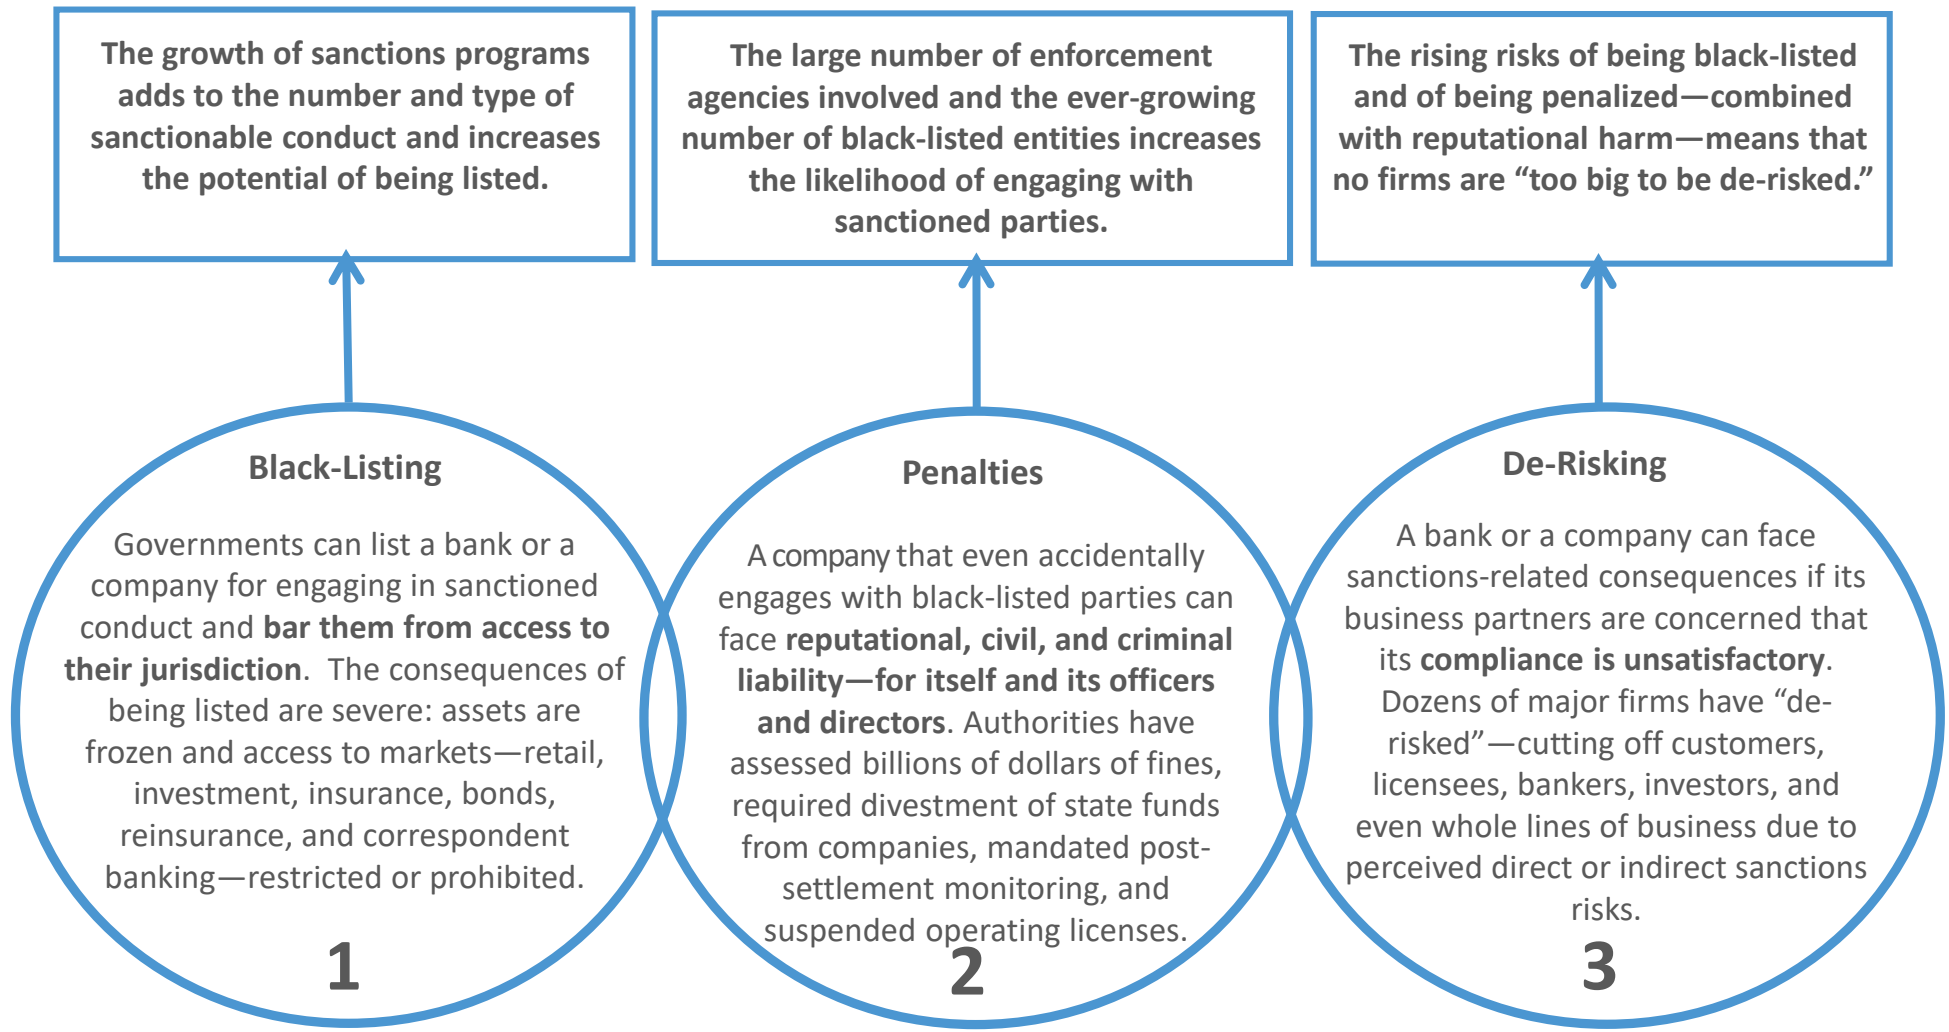 The growth of sanctions programs
adds to the number and type of
sanctionable conduct and increases
the potential of being listed.
The large number of enforcement
agencies involved and the ever-growing
number of black-listed entities increases
the likelihood of engaging with
sanctioned parties.
The rising risks of being black-listed
and of being penalized—combined
with reputational harm—means that
no firms are “too big to be de-risked.”
Black-Listing
Governments can list a bank or a
company for engaging in sanctioned
conduct and bar them from access to
their jurisdiction. The consequences of
being listed are severe: assets are
frozen and access to markets—retail,
investment, insurance, bonds,
reinsurance, and correspondent
banking—restricted or prohibited.
1
Penalties
A company that even accidentally
engages with black-listed parties can
face reputational, civil, and criminal
liability—for itself and its officers
and directors. Authorities have
assessed billions of dollars of fines,
required divestment of state funds
from companies, mandated post-
settlement monitoring, and
suspended operating licenses.
2
De-Risking
A bank or a company can face
sanctions-related consequences if its
business partners are concerned that
its compliance is unsatisfactory.
Dozens of major firms have “de-
risked”—cutting off customers,
licensees, bankers, investors, and
even whole lines of business due to
perceived direct or indirect sanctions
risks.
3